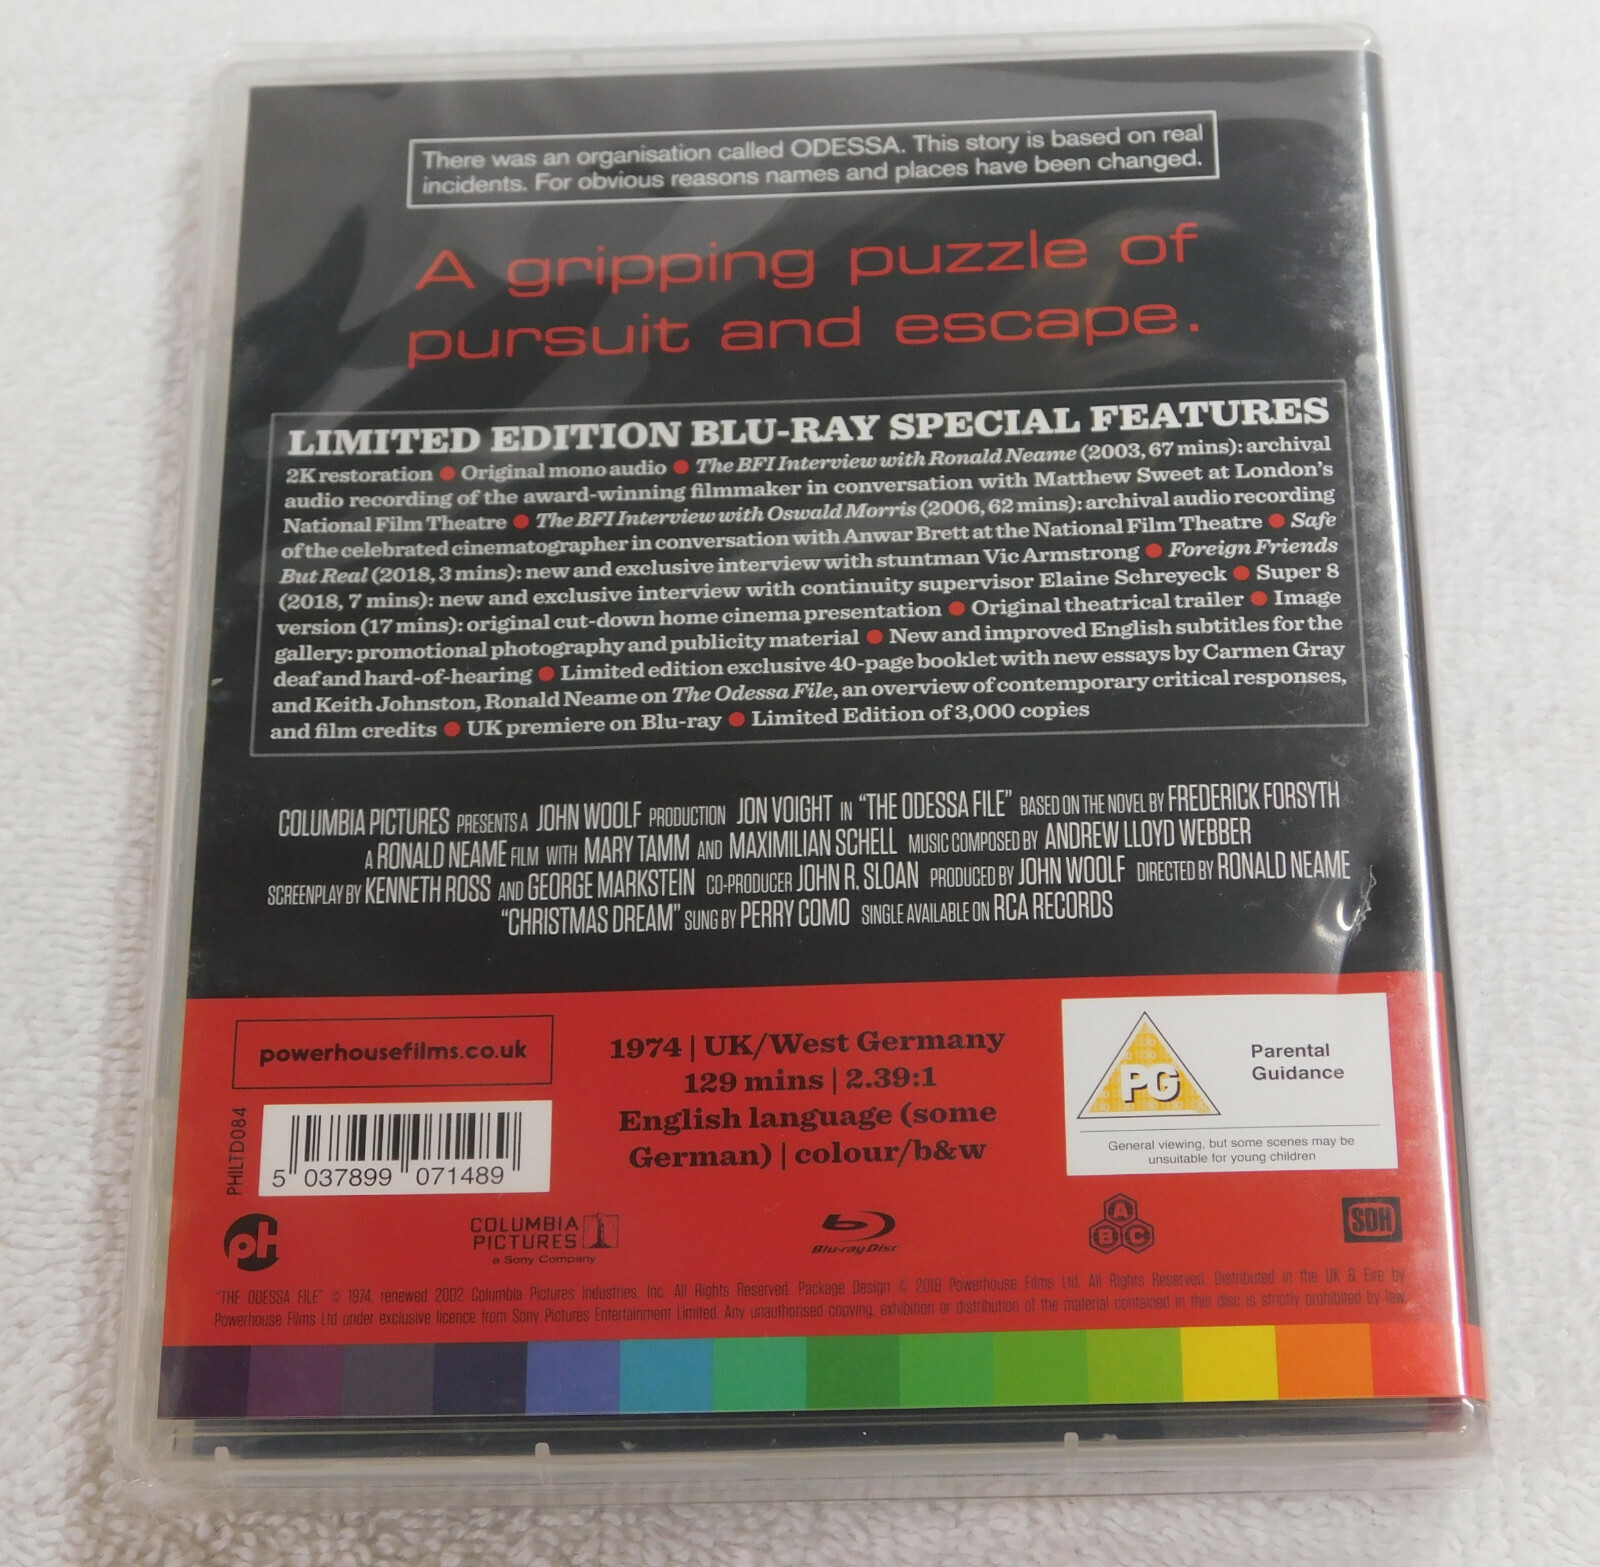 There was an organisation called ODESSA. This story is based on real
incidents. For obvious reasons names and places have been changed.
A gripping puzzle of
pursuit and escape.
LIMITED EDITION BLU-RAY SPECIAL FEATURES
2K restoration ● Original mono audio ● The BFI Interview with Ronald Neame (2003, 67 mins): archival
audio recording of the award-winning filmmaker in conversation with Matthew Sweet at London's
National Film Theatre ● The BFI Interview with Oswald Morris (2006, 62 mins): archival audio recording
of the celebrated cinematographer in conversation with Anwar Brett at the National Film Theatre ● Safe
But Real (2018, 3 mins): new and exclusive interview with stuntman Vic Armstrong ● Foreign Friends
(2018, 7 mins): new and exclusive interview with continuity supervisor Elaine Schreyeck ● Super 8
version (17 mins): original cut-down home cinema presentation ● Original theatrical trailer ● Image
gallery: promotional photography and publicity material ● New and improved English subtitles for the
deaf and hard-of-hearing ● Limited edition exclusive 40-page booklet with new essays by Carmen Gray
and Keith Johnston, Ronald Neame on The Odessa File, an overview of contemporary critical responses,
and film credits ● UK premiere on Blu-ray ● Limited Edition of 3,000 copies
COLUMBIA PICTURES PRESENTS A JOHN WOOLF PRODUCTION JON VOIGHT IN "THE ODESSA FILE" BASED ON THE NOVEL BY FREDERICK FORSYTH
A RONALD NEAME FILM WITH MARY TAMM AND MAXIMILIAN SCHELL MUSIC COMPOSED BY ANDREW LLOYD WEBBER
SCREENPLAY BY KENNETH ROSS AND GEORGE MARKSTEIN CO-PRODUCER JOHN R. SLOAN PRODUCED BY JOHN WOOLF DIRECTED BY RONALD NEAME
"CHRISTMAS DREAM" SUNG BY PERRY COMO SINGLE AVAILABLE ON RCA RECORDS
powerhousefilms.co.uk
PHILTD084
5 037899 071489
1974 | UK/West Germany
129 mins | 2.39:1
English language (some
German) | colour/b&w
PG
Parental
Guidance
General viewing, but some scenes may be
unsuitable for young children
pH
COLUMBIA
PICTURES
a Sony Company
Blu-ray Disc
A
B C
SDH
"THE ODESSA FILE" © 1974, renewed 2002 Columbia Pictures Industries, Inc. All Rights Reserved. Package Design © 2018 Powerhouse Films Ltd. All Rights Reserved. Distributed in the UK & Eire by
Powerhouse Films Ltd under exclusive licence from Sony Pictures Entertainment Limited. Any unauthorised copying, exhibition or distribution of the material contained in this disc is strictly prohibited by law.